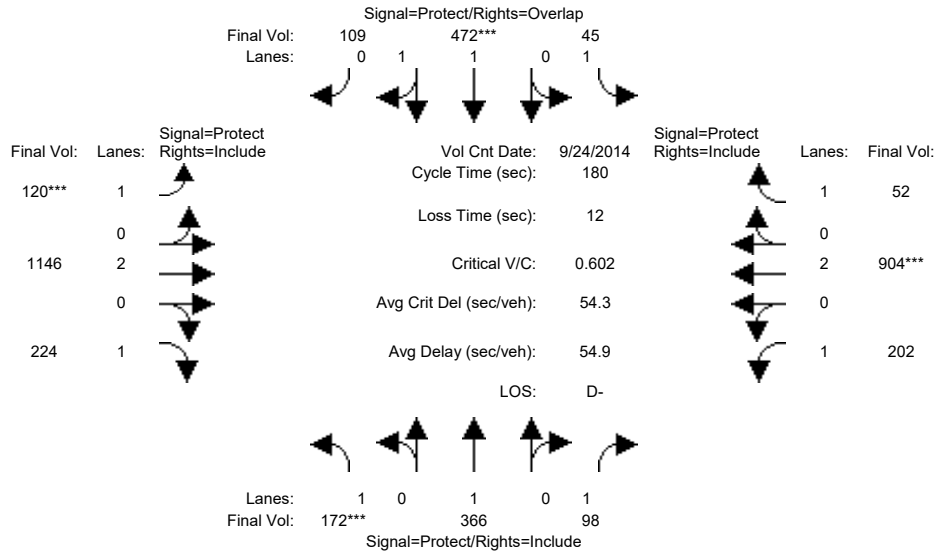 Signal=Protect/Rights=Overlap
Final Vol: 109 472*** 45
Lanes: 0 1 1 0 1
Signal=Protect
Final Vol: Lanes: Rights=Include
Vol Cnt Date: 9/24/2014
Signal=Protect
Rights=Include Lanes: Final Vol:
Cycle Time (sec): 180
120*** 1
1 52
Loss Time (sec): 12
0
0
1146 2
Critical V/C: 0.602
2 904***
0
Avg Crit Del (sec/veh): 54.3
0
224 1
Avg Delay (sec/veh): 54.9
1 202
LOS: D-
Lanes: 1 0 1 0 1
Final Vol: 172*** 366 98
Signal=Protect/Rights=Include